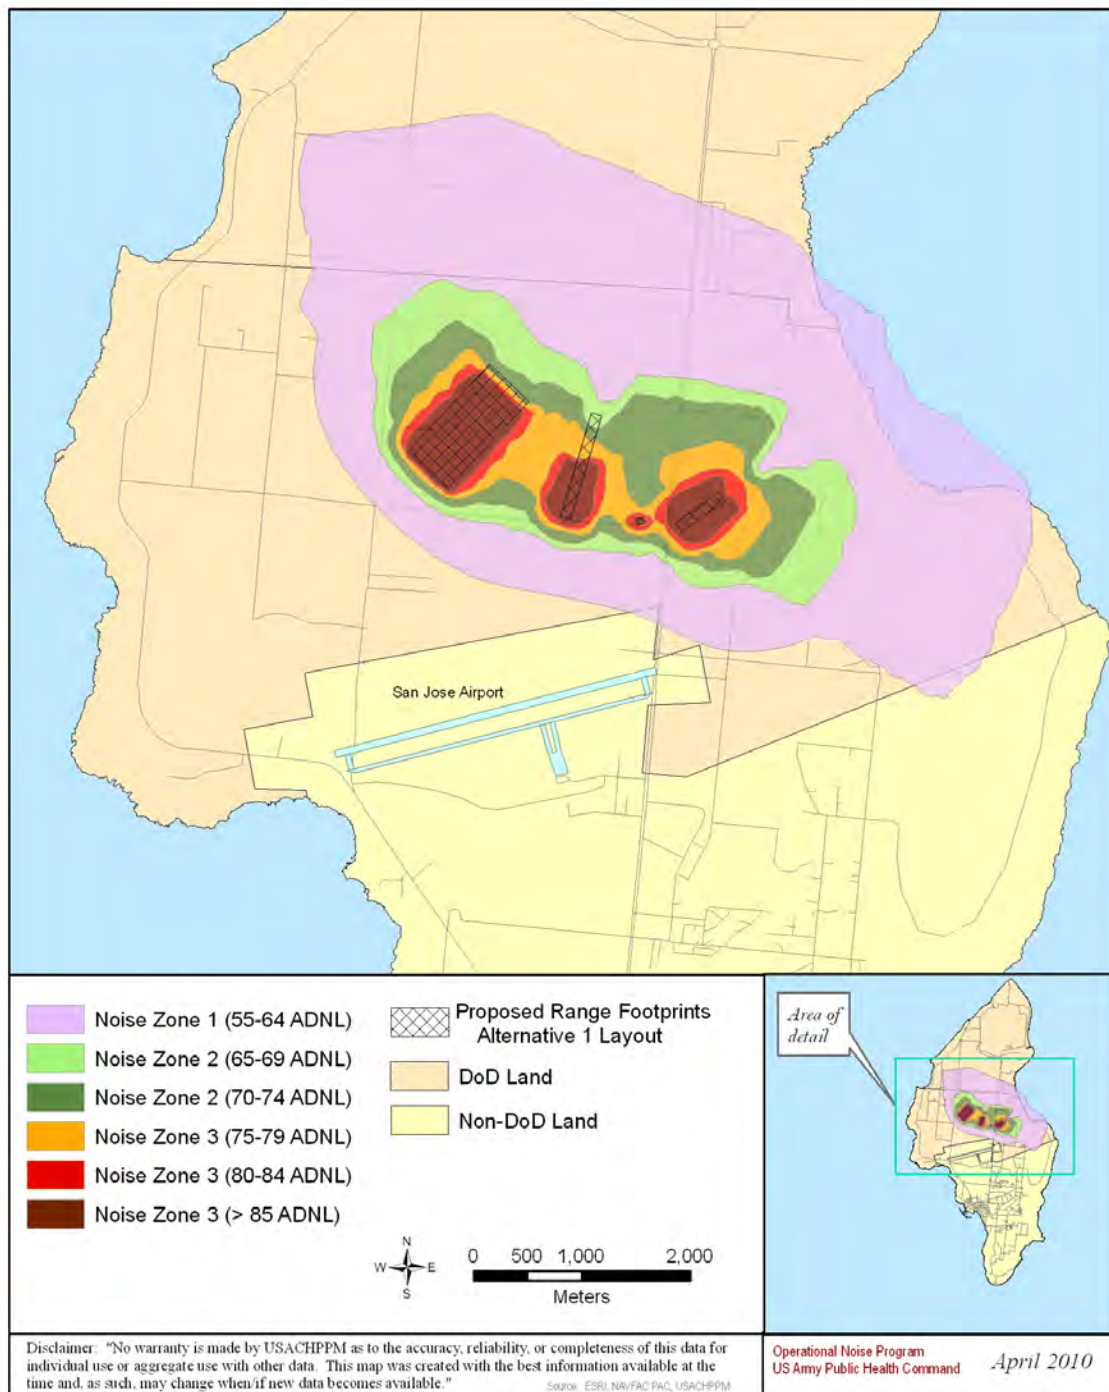 San Jose Airport
Noise Zone 1 (55-64 ADNL)
Noise Zone 2 (65-69 ADNL)
Noise Zone 2 (70-74 ADNL)
Noise Zone 3 (75-79 ADNL)
Noise Zone 3 (80-84 ADNL)
Noise Zone 3 (> 85 ADNL)
Proposed Range Footprints
Alternative 1 Layout
DoD Land
Non-DoD Land
N
W E
S
0 500 1,000 2,000
Meters
Area of
detail
Disclaimer: "No warranty is made by USACHPPM as to the accuracy, reliability, or completeness of this data for
individual use or aggregate use with other data. This map was created with the best information available at the
time and, as such, may change when/if new data becomes available."
Source: ESRI, NAVFAC PAC, USACHPPM
Operational Noise Program
US Army Public Health Command
April 2010